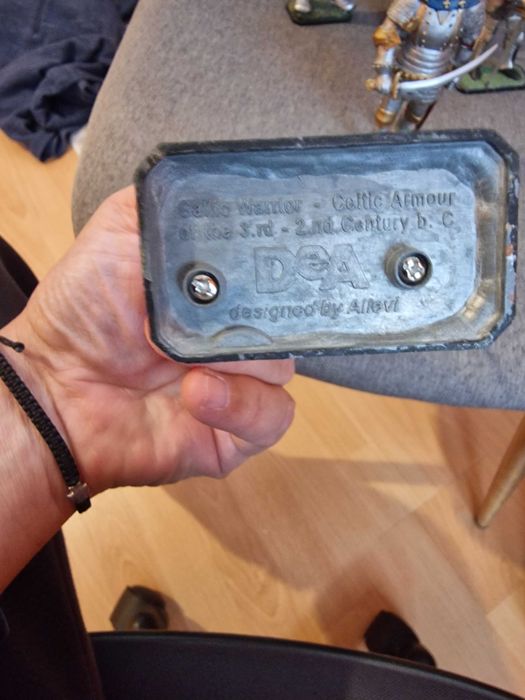 Celtic Warrior - Celtic Armour
of the 3.rd - 2.nd Century b. C.
DeA
designed by Allevi